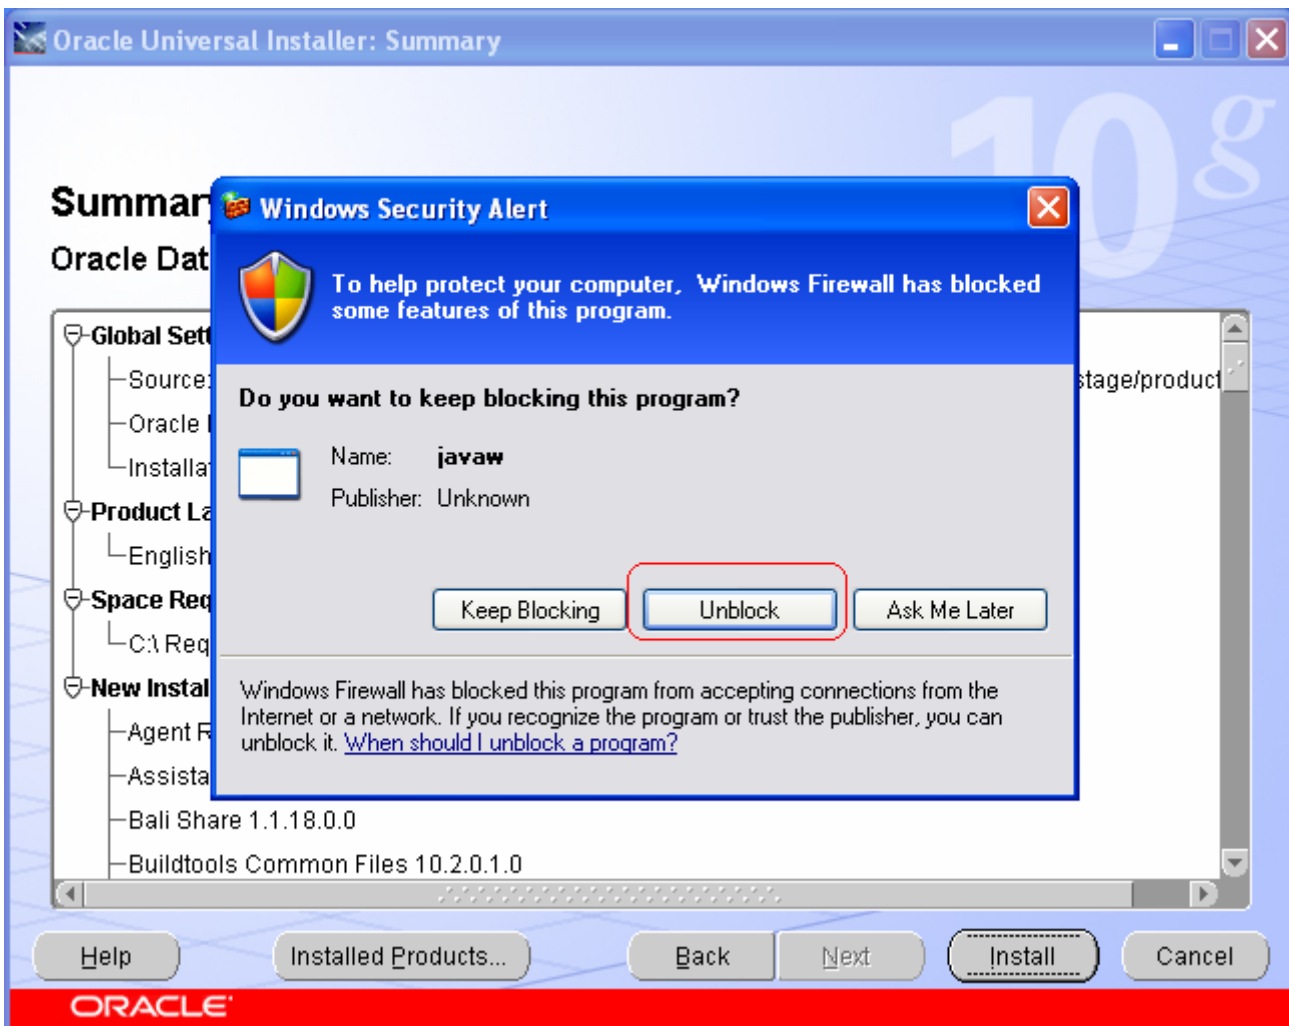 Oracle Universal Installer: Summary
10g
Summar
Oracle Dat
Windows Security Alert
To help protect your computer, Windows Firewall has blocked
some features of this program.
Do you want to keep blocking this program?
Name: javaw
Publisher: Unknown
Keep Blocking
Unblock
Ask Me Later
Windows Firewall has blocked this program from accepting connections from the
Internet or a network. If you recognize the program or trust the publisher, you can
unblock it. When should I unblock a program?
Global Sett
Source: stage/product
Oracle
Installa
Product La
English
Space Req
C:\ Req
New Instal
Agent R
Assista
Bali Share 1.1.18.0.0
Buildtools Common Files 10.2.0.1.0
Help
Installed Products...
Back
Next
Install
Cancel
ORACLE